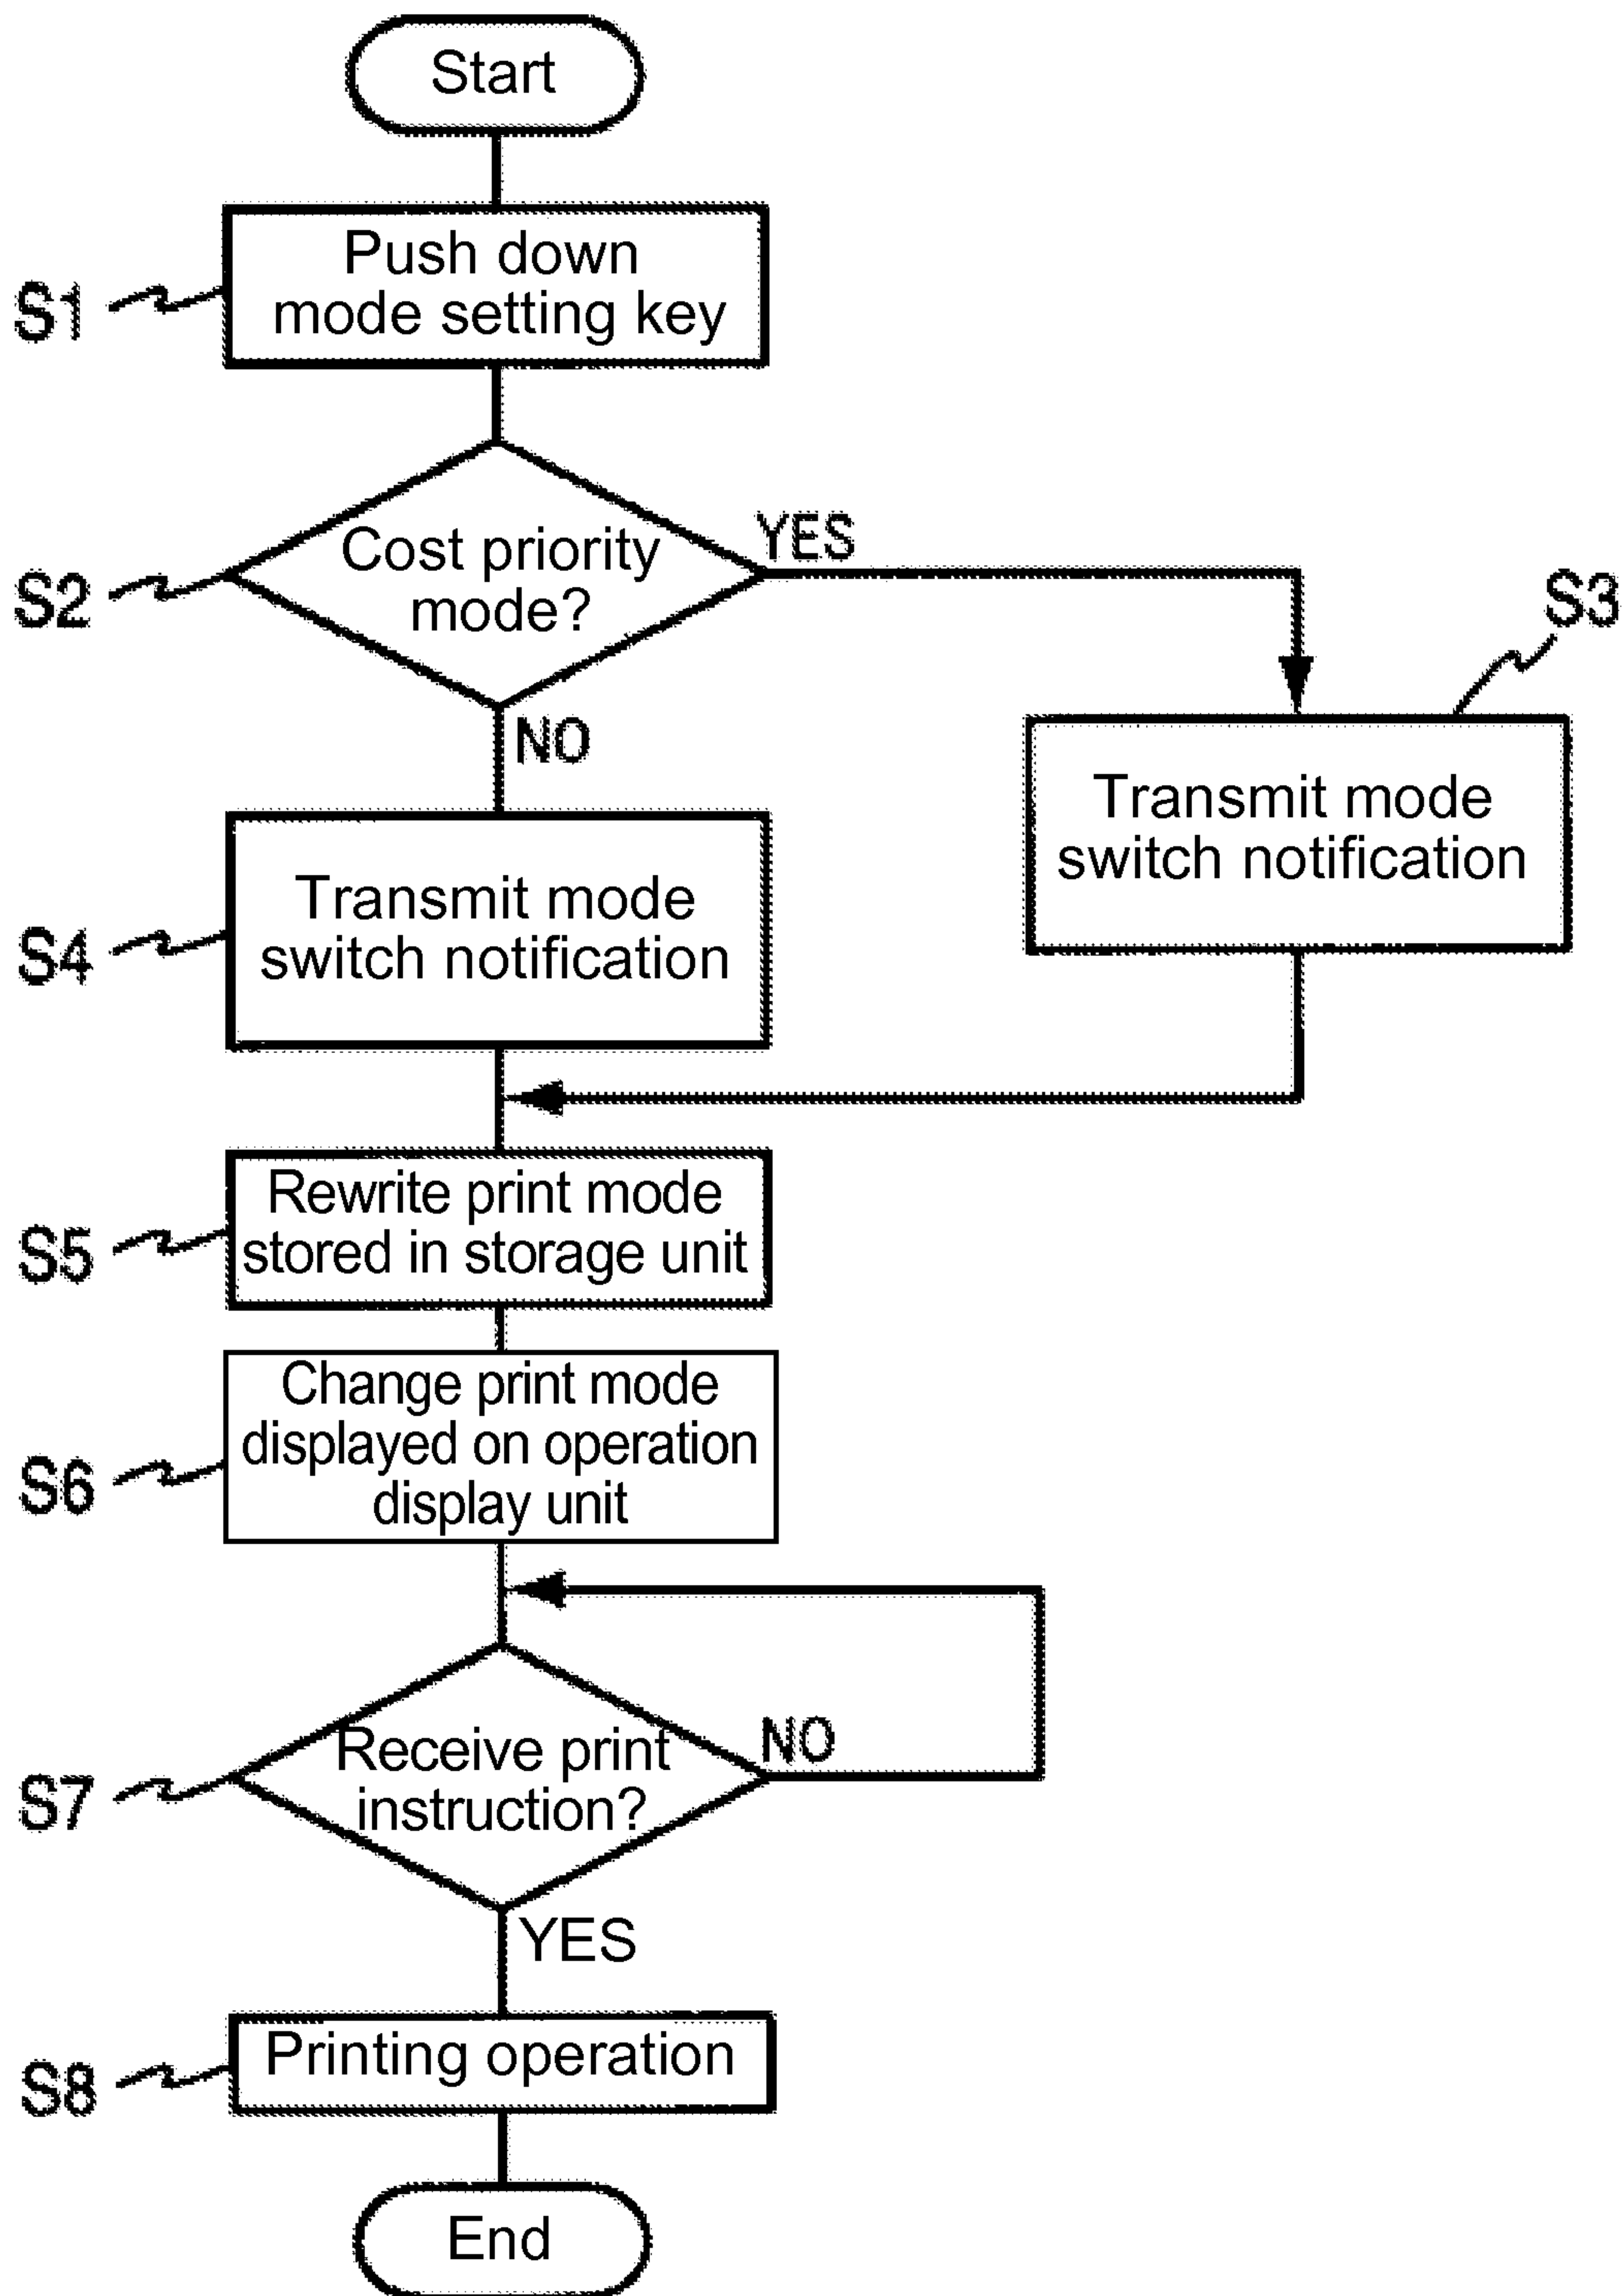 Start
S1
Push down
mode setting key
S2
Cost priority
mode?
YES
NO
S3
Transmit mode
switch notification
S4
Transmit mode
switch notification
S5
Rewrite print mode
stored in storage unit
S6
Change print mode
displayed on operation
display unit
S7
Receive print
instruction?
NO
YES
S8
Printing operation
End